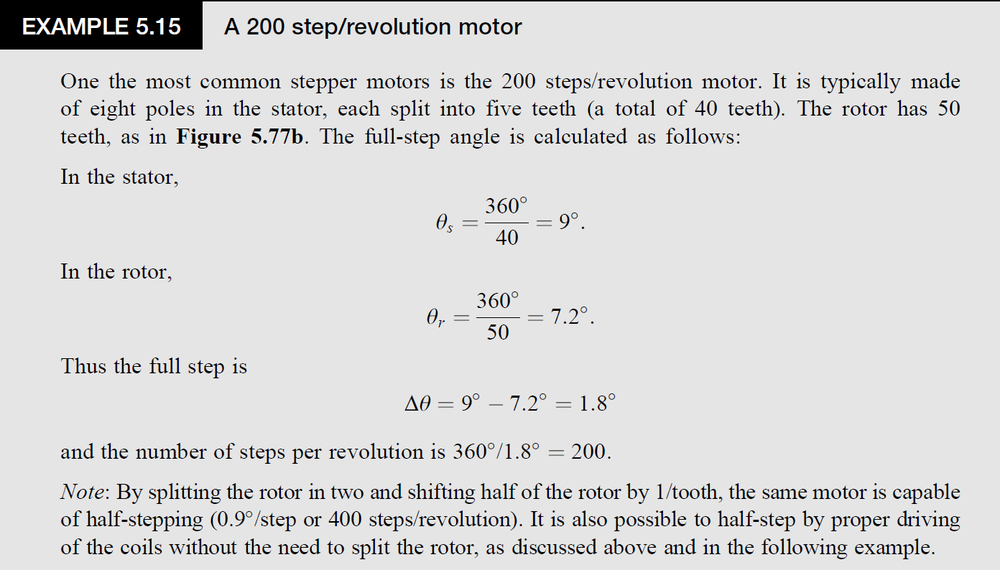 EXAMPLE 5.15 A 200 step/revolution motor
One the most common stepper motors is the 200 steps/revolution motor. It is typically made
of eight poles in the stator, each split into five teeth (a total of 40 teeth). The rotor has 50
teeth, as in Figure 5.77b. The full-step angle is calculated as follows:
In the stator,
θs = 360°/40 = 9°.
In the rotor,
θr = 360°/50 = 7.2°.
Thus the full step is
Δθ = 9° − 7.2° = 1.8°
and the number of steps per revolution is 360°/1.8° = 200.
Note: By splitting the rotor in two and shifting half of the rotor by 1/tooth, the same motor is capable
of half-stepping (0.9°/step or 400 steps/revolution). It is also possible to half-step by proper driving
of the coils without the need to split the rotor, as discussed above and in the following example.